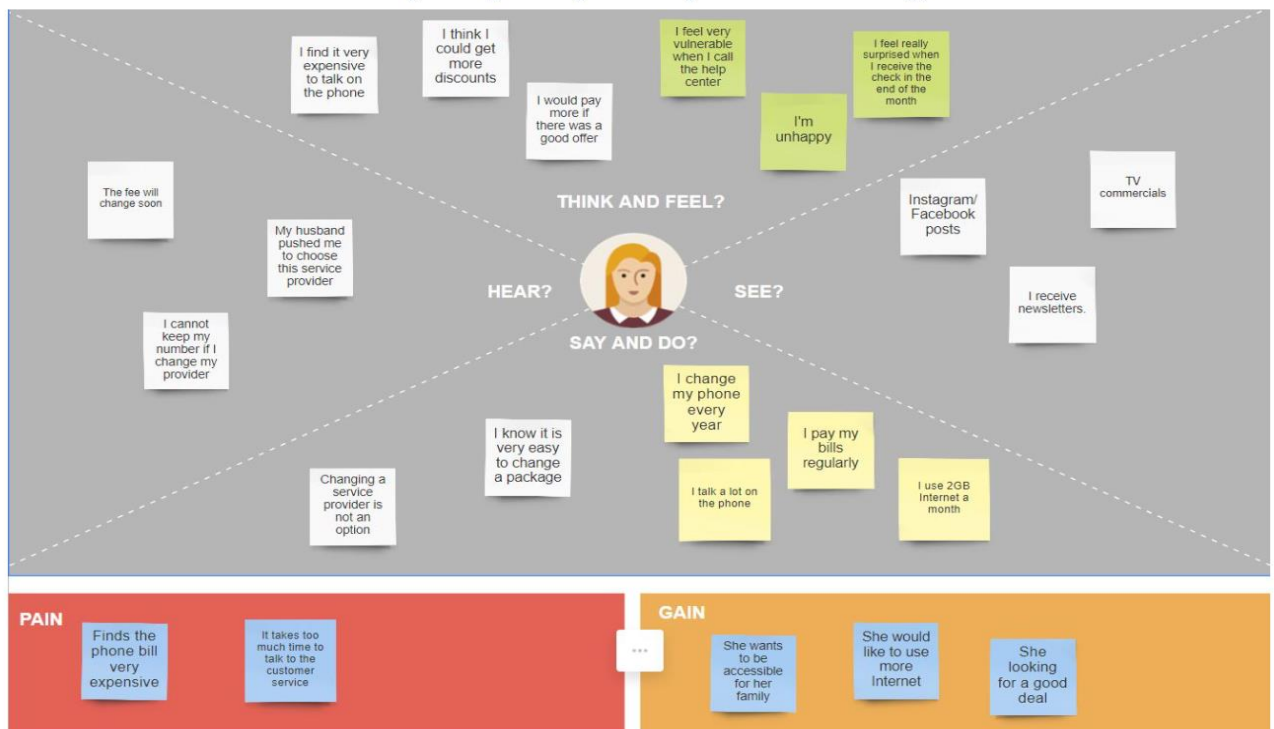 I find it very
expensive
to talk on
the phone
I think I
could get
more
discounts
I would pay
more if
there was a
good offer
I feel very
vulnerable
when I call
the help
center
I'm
unhappy
I feel really
surprised when
I receive the
check in the
end of the
month
THINK AND FEEL?
The fee will
change soon
My husband
pushed me
to choose
this service
provider
I cannot
keep my
number if I
change my
provider
HEAR?
SEE?
Instagram/
Facebook
posts
TV
commercials
I receive
newsletters.
SAY AND DO?
Changing a
service
provider is
not an
option
I know it is
very easy
to change
a package
I change
my phone
every
year
I talk a lot on
the phone
I pay my
bills
regularly
I use 2GB
Internet a
month
PAIN
Finds the
phone bill
very
expensive
It takes too
much time to
talk to the
customer
service
GAIN
She wants
to be
accessible
for her
family
She would
like to use
more
Internet
She
looking
for a good
deal